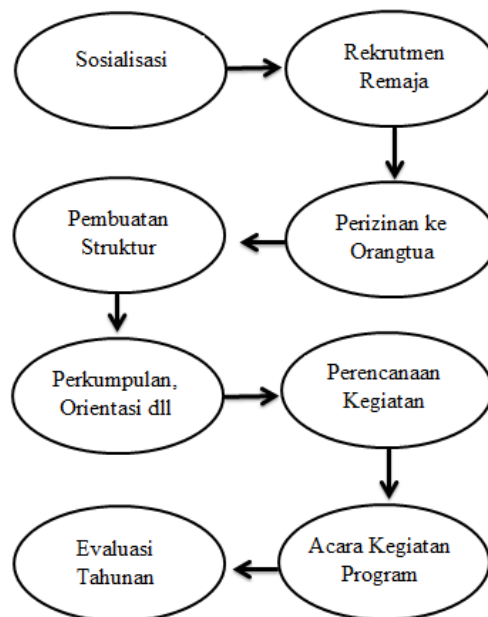 Sosialisasi
Rekrutmen
Remaja
Perizinan ke
Orangtua
Pembuatan
Struktur
Perkumpulan,
Orientasi dll
Perencanaan
Kegiatan
Acara Kegiatan
Program
Evaluasi
Tahunan